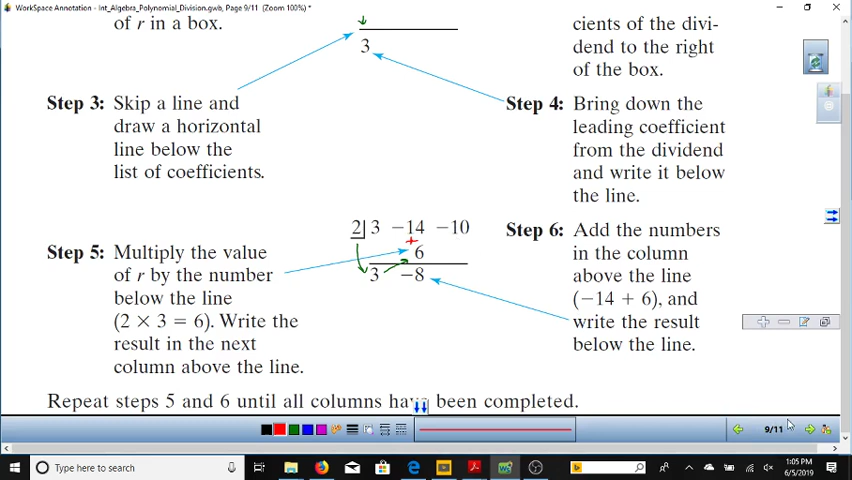 WorkSpace Annotation - Int_Algebra_Polynomial_Division.gwb, Page 9/11 (Zoom 100%) *
of r in a box.
3
cients of the divi-
dend to the right
of the box.
Step 3: Skip a line and
draw a horizontal
line below the
list of coefficients.
Step 4: Bring down the
leading coefficient
from the dividend
and write it below
the line.
2 3 −14 −10
+
6
3 −8
Step 5: Multiply the value
of r by the number
below the line
(2 × 3 = 6). Write the
result in the next
column above the line.
Step 6: Add the numbers
in the column
above the line
(−14 + 6), and
write the result
below the line.
Repeat steps 5 and 6 until all columns have been completed.
9/11
Type here to search
1:05 PM
6/5/2019